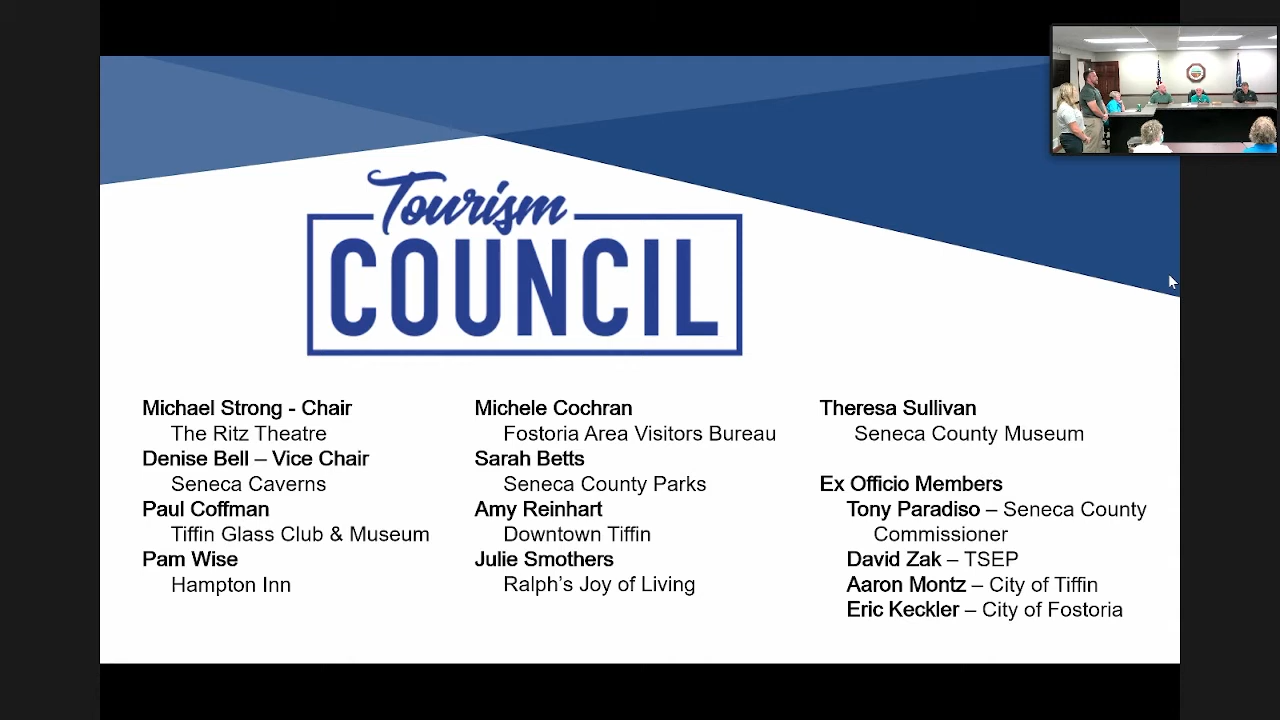 Tourism
COUNCIL
Michael Strong - Chair
The Ritz Theatre
Denise Bell – Vice Chair
Seneca Caverns
Paul Coffman
Tiffin Glass Club & Museum
Pam Wise
Hampton Inn
Michele Cochran
Fostoria Area Visitors Bureau
Sarah Betts
Seneca County Parks
Amy Reinhart
Downtown Tiffin
Julie Smothers
Ralph's Joy of Living
Theresa Sullivan
Seneca County Museum
Ex Officio Members
Tony Paradiso – Seneca County
Commissioner
David Zak – TSEP
Aaron Montz – City of Tiffin
Eric Keckler – City of Fostoria